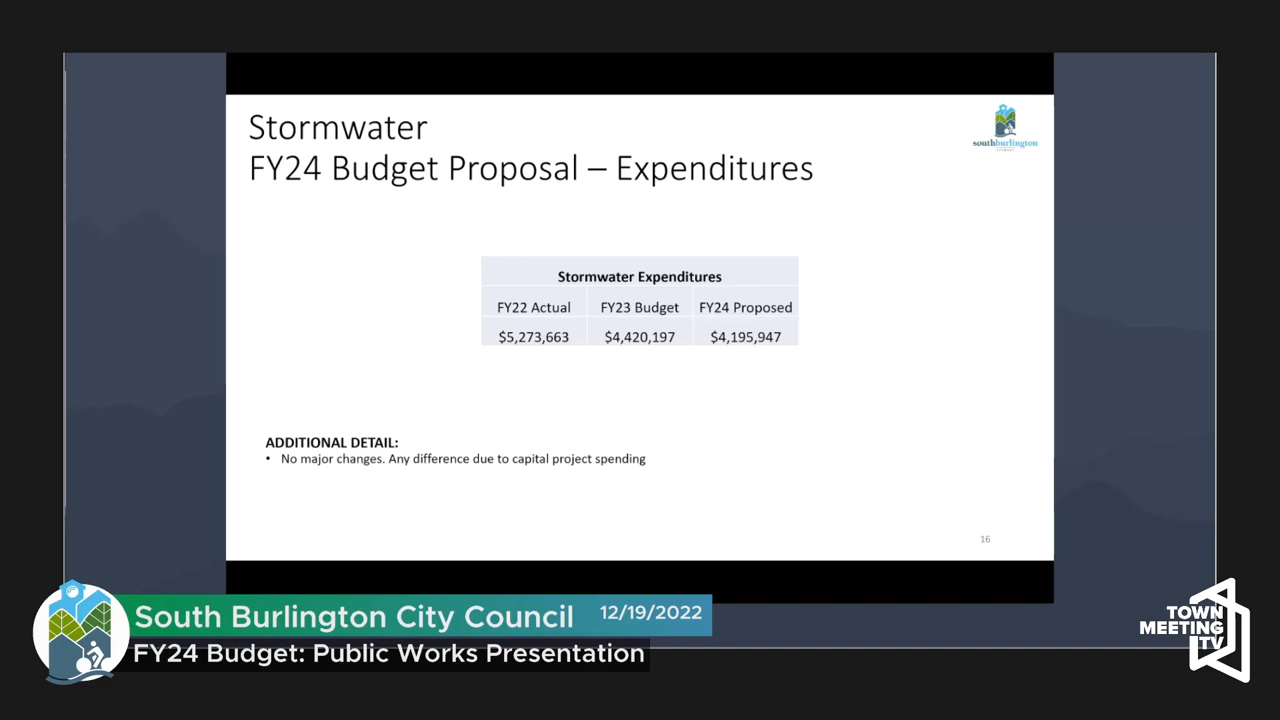 Stormwater
FY24 Budget Proposal – Expenditures
southburlington
Stormwater Expenditures
FY22 Actual FY23 Budget FY24 Proposed
$5,273,663 $4,420,197 $4,195,947
ADDITIONAL DETAIL:
• No major changes. Any difference due to capital project spending
16
South Burlington City Council 12/19/2022
FY24 Budget: Public Works Presentation
TOWN
MEETING
TV